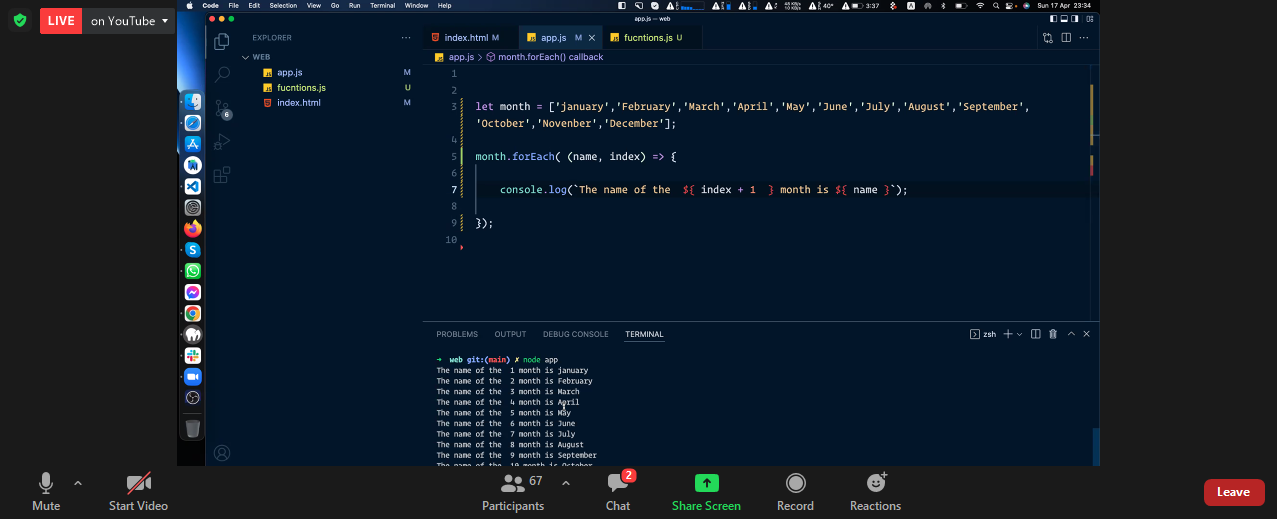 LIVE on YouTube
Code File Edit Selection View Go Run Terminal Window Help 3:37 Sun 17 Apr 23:34
app.js — web
EXPLORER
index.html M app.js M fucntions.js U
WEB
app.js > month.forEach() callback
app.js M
fucntions.js U
index.html M
6
1
2
3 let month = ['january','February','March','April','May','June','July','August','September',
'October','Novenber','December'];
4
5 month.forEach( (name, index) => {
6
7 console.log(`The name of the ${ index + 1 } month is ${ name }`);
8
9 });
10
PROBLEMS OUTPUT DEBUG CONSOLE TERMINAL zsh
➜ web git:(main) ✗ node app
The name of the 1 month is january
The name of the 2 month is February
The name of the 3 month is March
The name of the 4 month is April
The name of the 5 month is May
The name of the 6 month is June
The name of the 7 month is July
The name of the 8 month is August
The name of the 9 month is September
The name of the 10 month is October
Mute Start Video 67 Participants 2 Chat Share Screen Record Reactions Leave